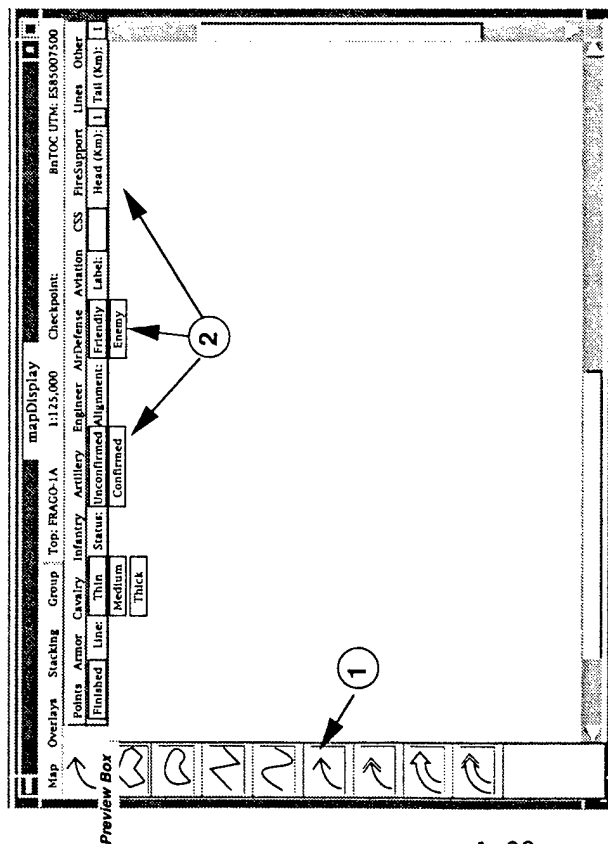 mapDisplay
Map Overlays Stacking Group Top: FRAGO-1A 1:125,000 Checkpoint: BnTOC UTM: ES85007500
Points Armor Cavalry Infantry Artillery Engineer AirDefense Aviation CSS FireSupport Lines Other
Finished Line: Thin Status: Unconfirmed Alignment: Friendly Label: Head (Km): 1 Tail (Km): 1
Medium Confirmed Enemy
Thick
Preview Box
1
2